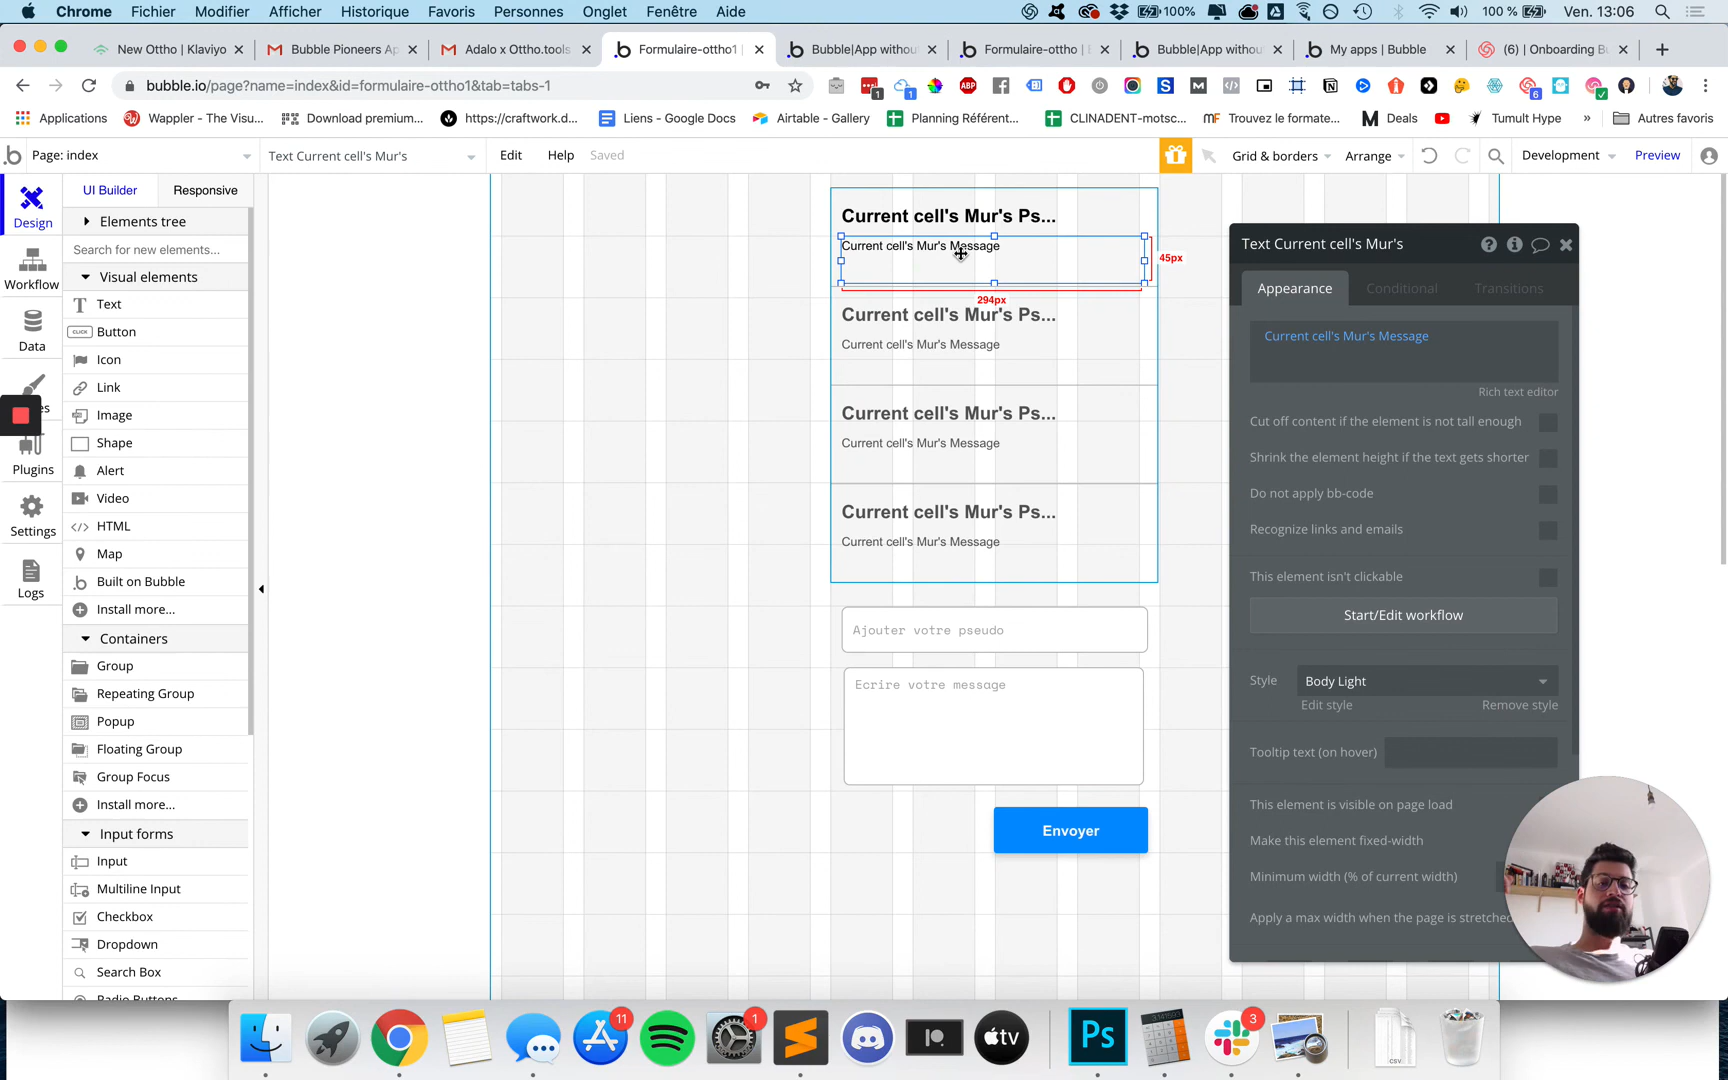 Chrome Fichier Modifier Afficher Historique Favoris Personnes Onglet Fenêtre Aide 100% 100 % Ven. 13:06
New Ottho | Klaviyo Bubble Pioneers Ap Adalo x Ottho.tools Formulaire-ottho1 | Bubble|App withou Formulaire-ottho | E Bubble|App withou My apps | Bubble (6) | Onboarding Bu
bubble.io/page?name=index&id=formulaire-ottho1&tab=tabs-1
Applications Wappler - The Visu... Download premium... https://craftwork.d... Liens - Google Docs Airtable - Gallery Planning Référent... CLINADENT-motsc... Trouvez le formate... Deals Tumult Hype » Autres favoris
Page: index Text Current cell's Mur's Edit Help Saved Grid & borders Arrange Development Preview
UI Builder Responsive
Design
Workflow
Data
es
Plugins
Settings
Logs
Elements tree
Search for new elements...
Visual elements
Text
CLICK Button
Icon
Link
Image
Shape
Alert
Video
</> HTML
Map
Built on Bubble
Install more...
Containers
Group
Repeating Group
Popup
Floating Group
Group Focus
Install more...
Input forms
Input
Multiline Input
Checkbox
Dropdown
Search Box
Radio Buttons
Current cell's Mur's Ps...
Current cell's Mur's Message
45px
294px
Current cell's Mur's Ps...
Current cell's Mur's Message
Current cell's Mur's Ps...
Current cell's Mur's Message
Current cell's Mur's Ps...
Current cell's Mur's Message
Ajouter votre pseudo
Ecrire votre message
Envoyer
Text Current cell's Mur's
Appearance Conditional Transitions
Current cell's Mur's Message
Rich text editor
Cut off content if the element is not tall enough
Shrink the element height if the text gets shorter
Do not apply bb-code
Recognize links and emails
This element isn't clickable
Start/Edit workflow
Style Body Light
Edit style Remove style
Tooltip text (on hover)
This element is visible on page load
Make this element fixed-width
Minimum width (% of current width)
Apply a max width when the page is stretched
11 1 Ps 3 tv CSV